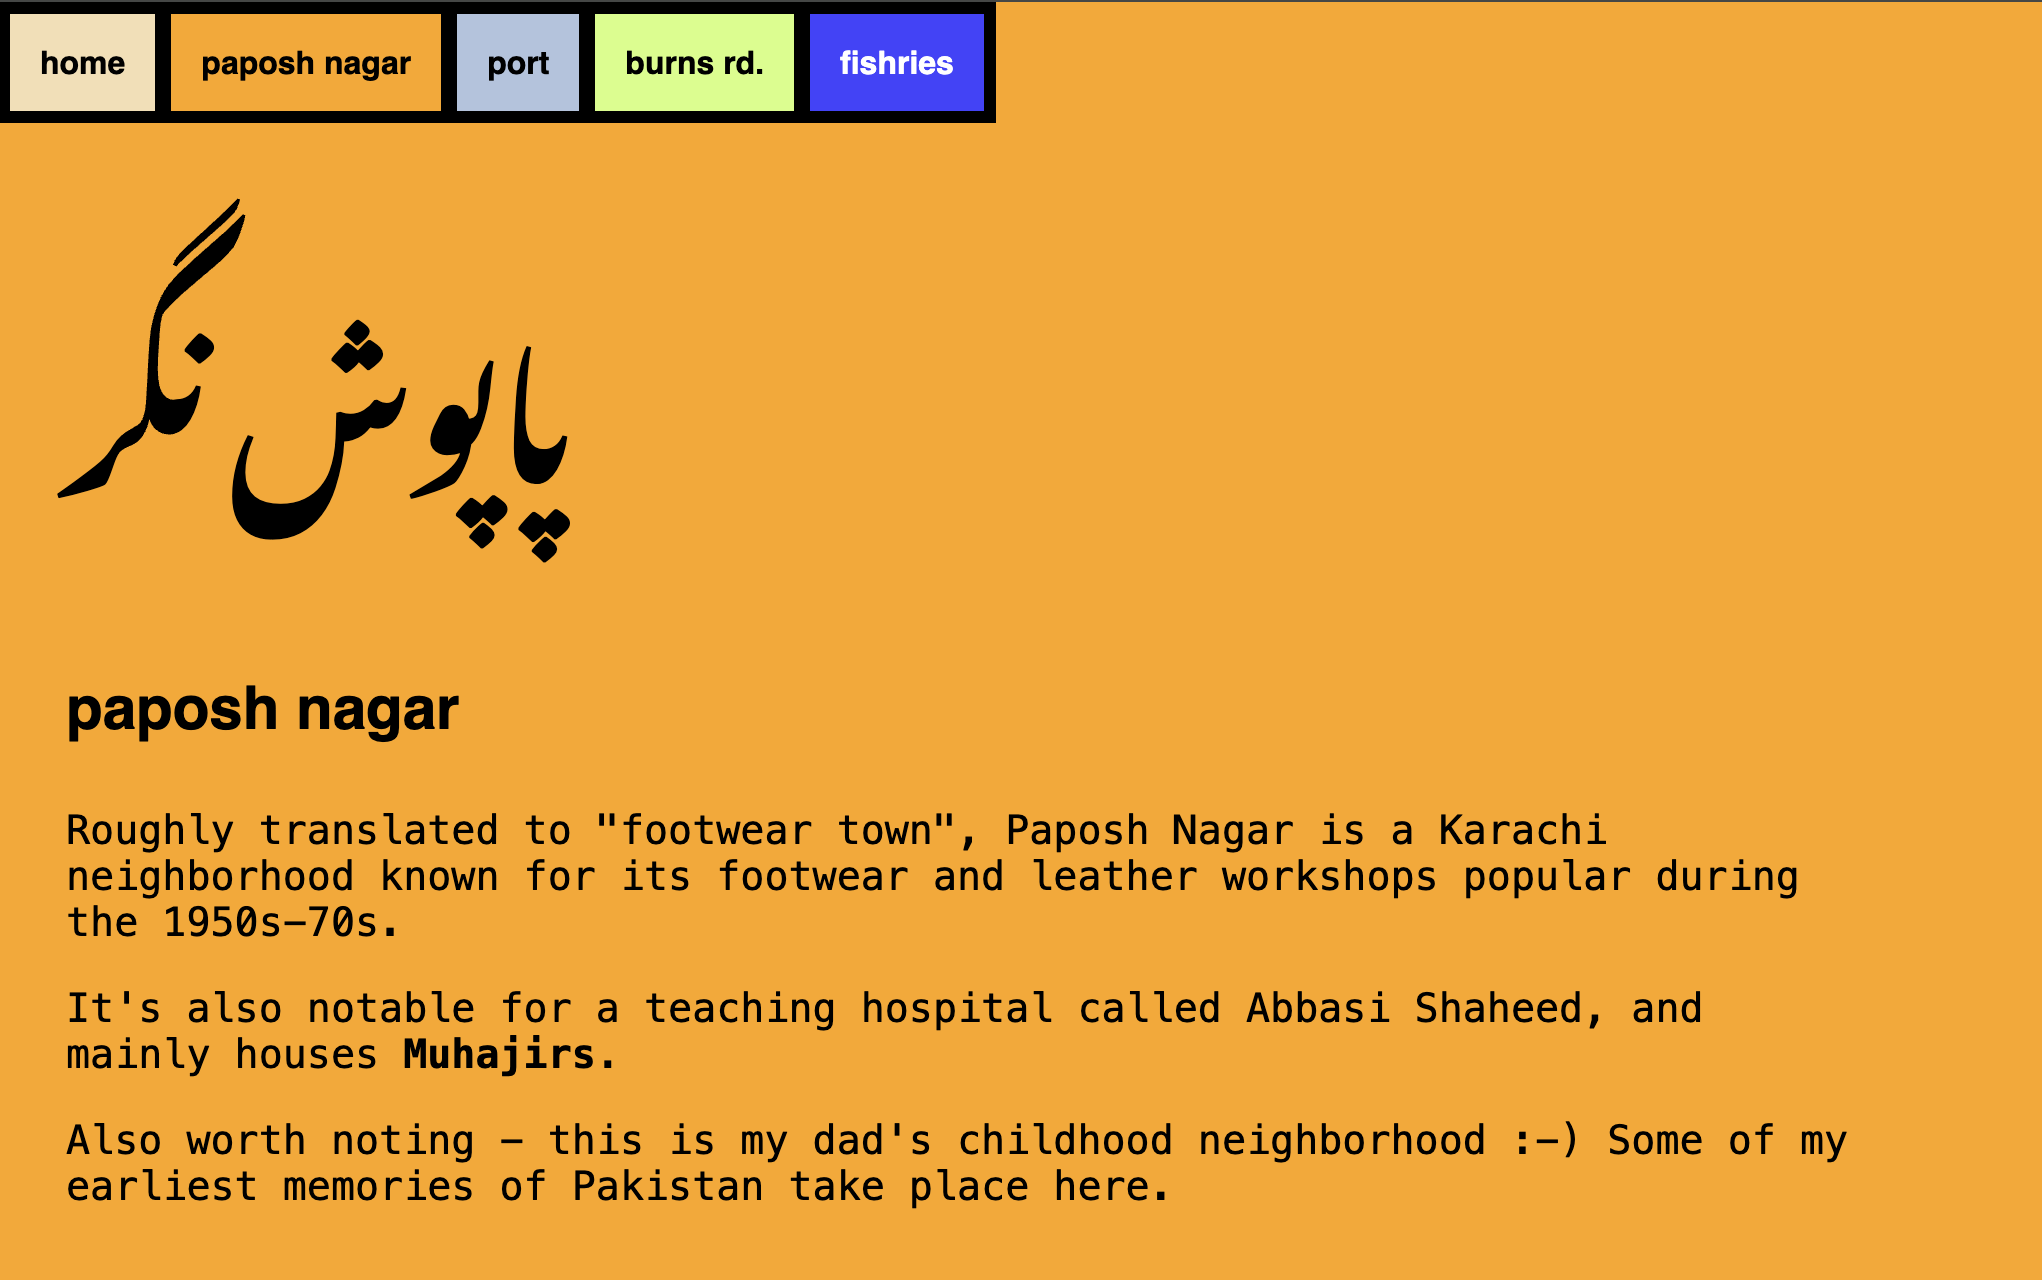 home paposh nagar port burns rd. fishries
پاپوش نگر
paposh nagar
Roughly translated to "footwear town", Paposh Nagar is a Karachi
neighborhood known for its footwear and leather workshops popular during
the 1950s–70s.
It's also notable for a teaching hospital called Abbasi Shaheed, and
mainly houses Muhajirs.
Also worth noting – this is my dad's childhood neighborhood :-) Some of my
earliest memories of Pakistan take place here.